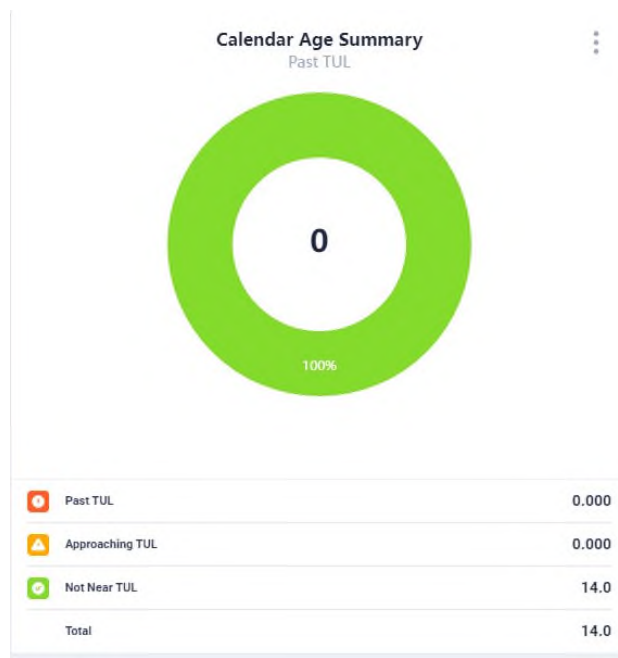 Calendar Age Summary
Past TUL
0
100%
Past TUL 0.000
Approaching TUL 0.000
Not Near TUL 14.0
Total 14.0